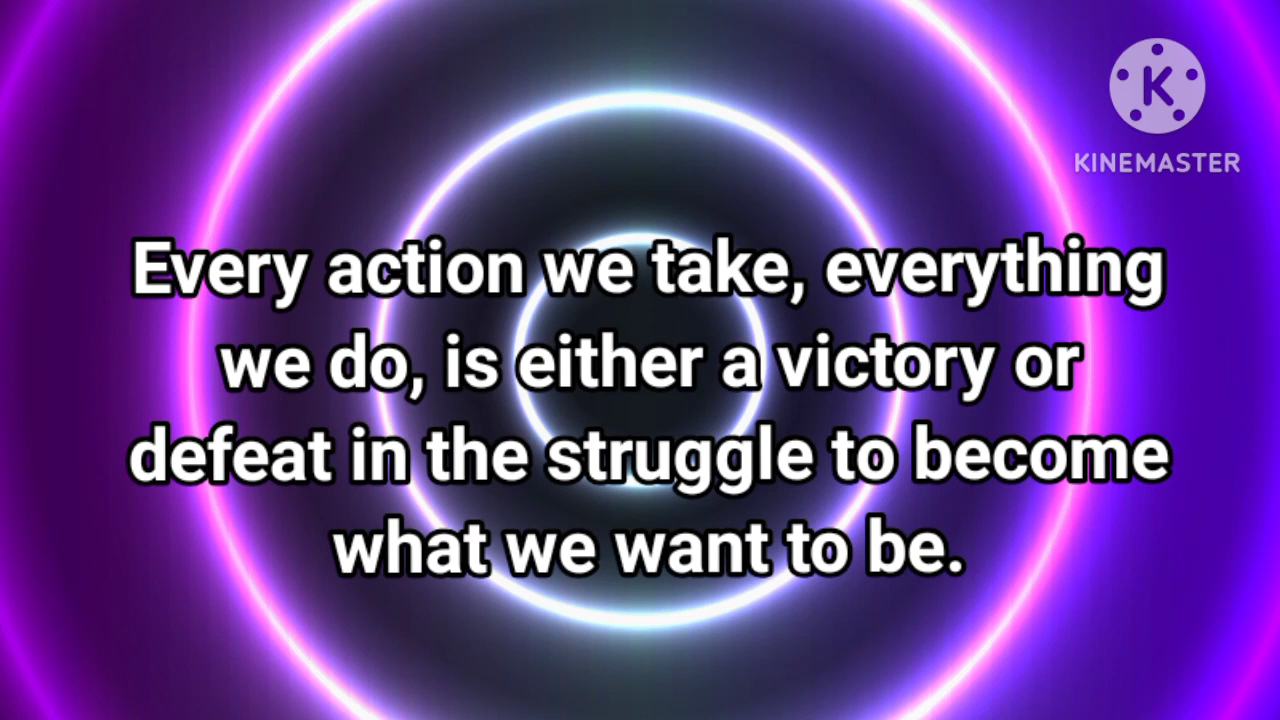 K
KINEMASTER
Every action we take, everything
we do, is either a victory or
defeat in the struggle to become
what we want to be.